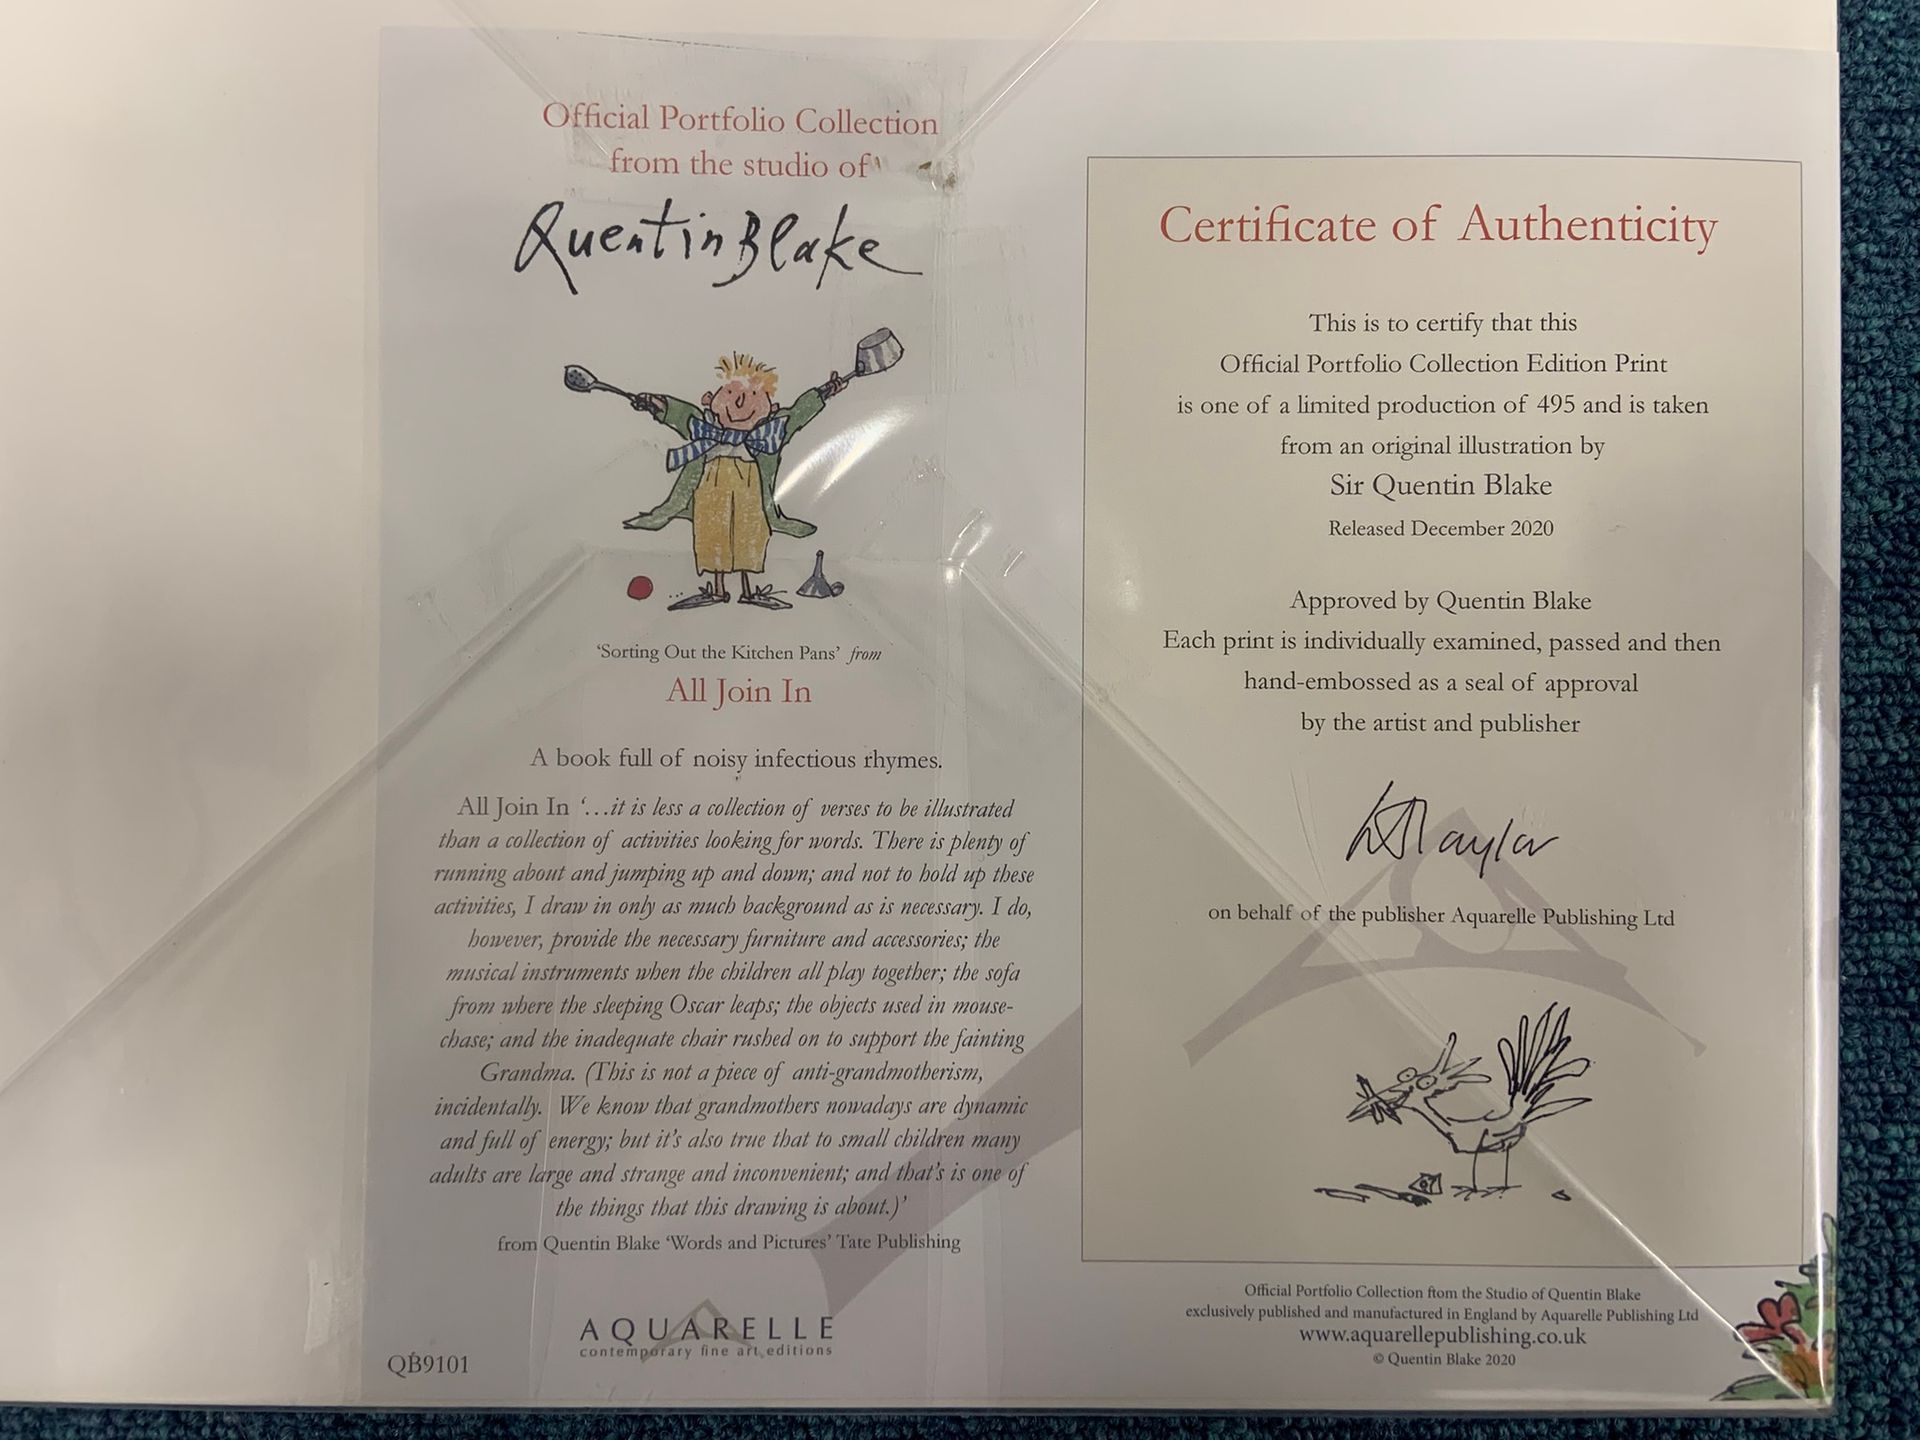 Official Portfolio Collection
from the studio of
Quentin Blake
'Sorting Out the Kitchen Pans' from
All Join In
A book full of noisy infectious rhymes.
All Join In '…it is less a collection of verses to be illustrated
than a collection of activities looking for words. There is plenty of
running about and jumping up and down; and not to hold up these
activities, I draw in only as much background as is necessary. I do,
however, provide the necessary furniture and accessories; the
musical instruments when the children all play together; the sofa
from where the sleeping Oscar leaps; the objects used in mouse-
chase; and the inadequate chair rushed on to support the fainting
Grandma. (This is not a piece of anti-grandmotherism,
incidentally. We know that grandmothers nowadays are dynamic
and full of energy; but it's also true that to small children many
adults are large and strange and inconvenient; and that's is one of
the things that this drawing is about.)'
from Quentin Blake 'Words and Pictures' Tate Publishing
AQUARELLE
contemporary fine art editions
QB9101
Certificate of Authenticity
This is to certify that this
Official Portfolio Collection Edition Print
is one of a limited production of 495 and is taken
from an original illustration by
Sir Quentin Blake
Released December 2020
Approved by Quentin Blake
Each print is individually examined, passed and then
hand-embossed as a seal of approval
by the artist and publisher
Taylor
on behalf of the publisher Aquarelle Publishing Ltd
Official Portfolio Collection from the Studio of Quentin Blake
exclusively published and manufactured in England by Aquarelle Publishing Ltd
www.aquarellepublishing.co.uk
© Quentin Blake 2020